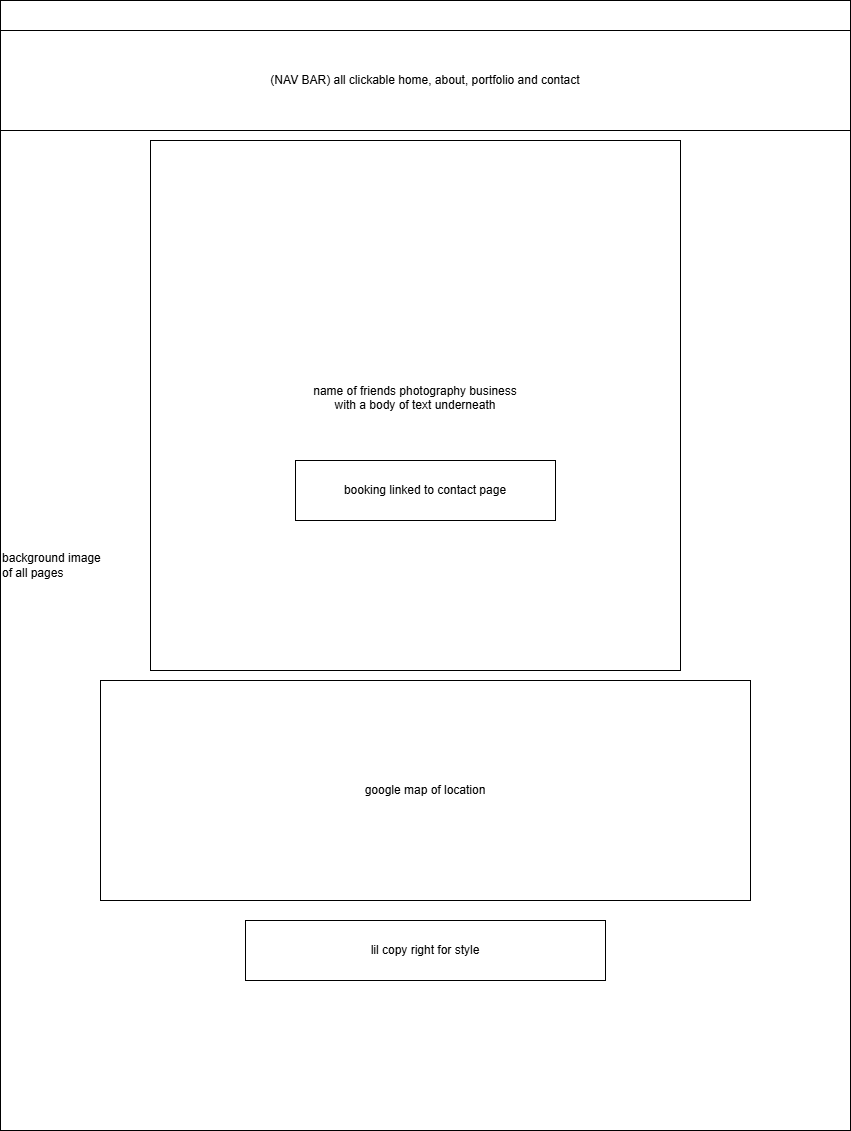 (NAV BAR) all clickable home, about, portfolio and contact
name of friends photography business
with a body of text underneath
booking linked to contact page
background image
of all pages
google map of location
lil copy right for style